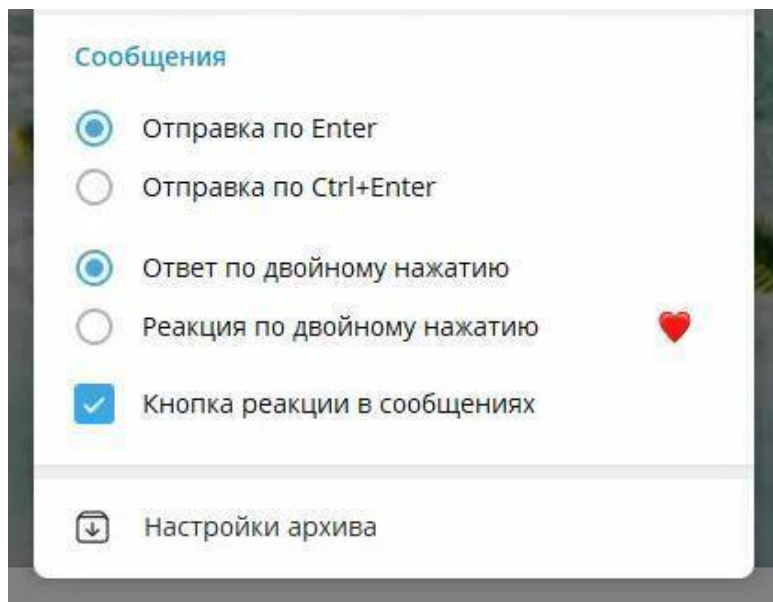 Сообщения
Отправка по Enter
Отправка по Ctrl+Enter
Ответ по двойному нажатию
Реакция по двойному нажатию
Кнопка реакции в сообщениях
Настройки архива